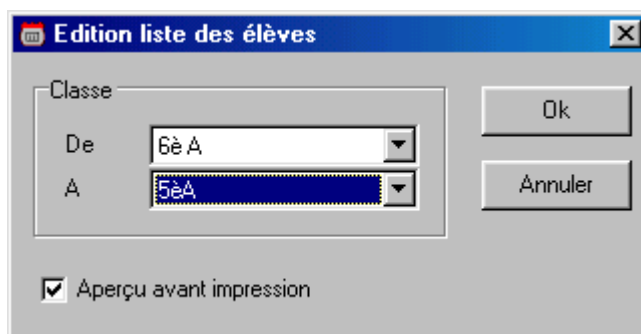 Edition liste des élèves
Classe
De 6è A
A 5èA
Ok
Annuler
Aperçu avant impression